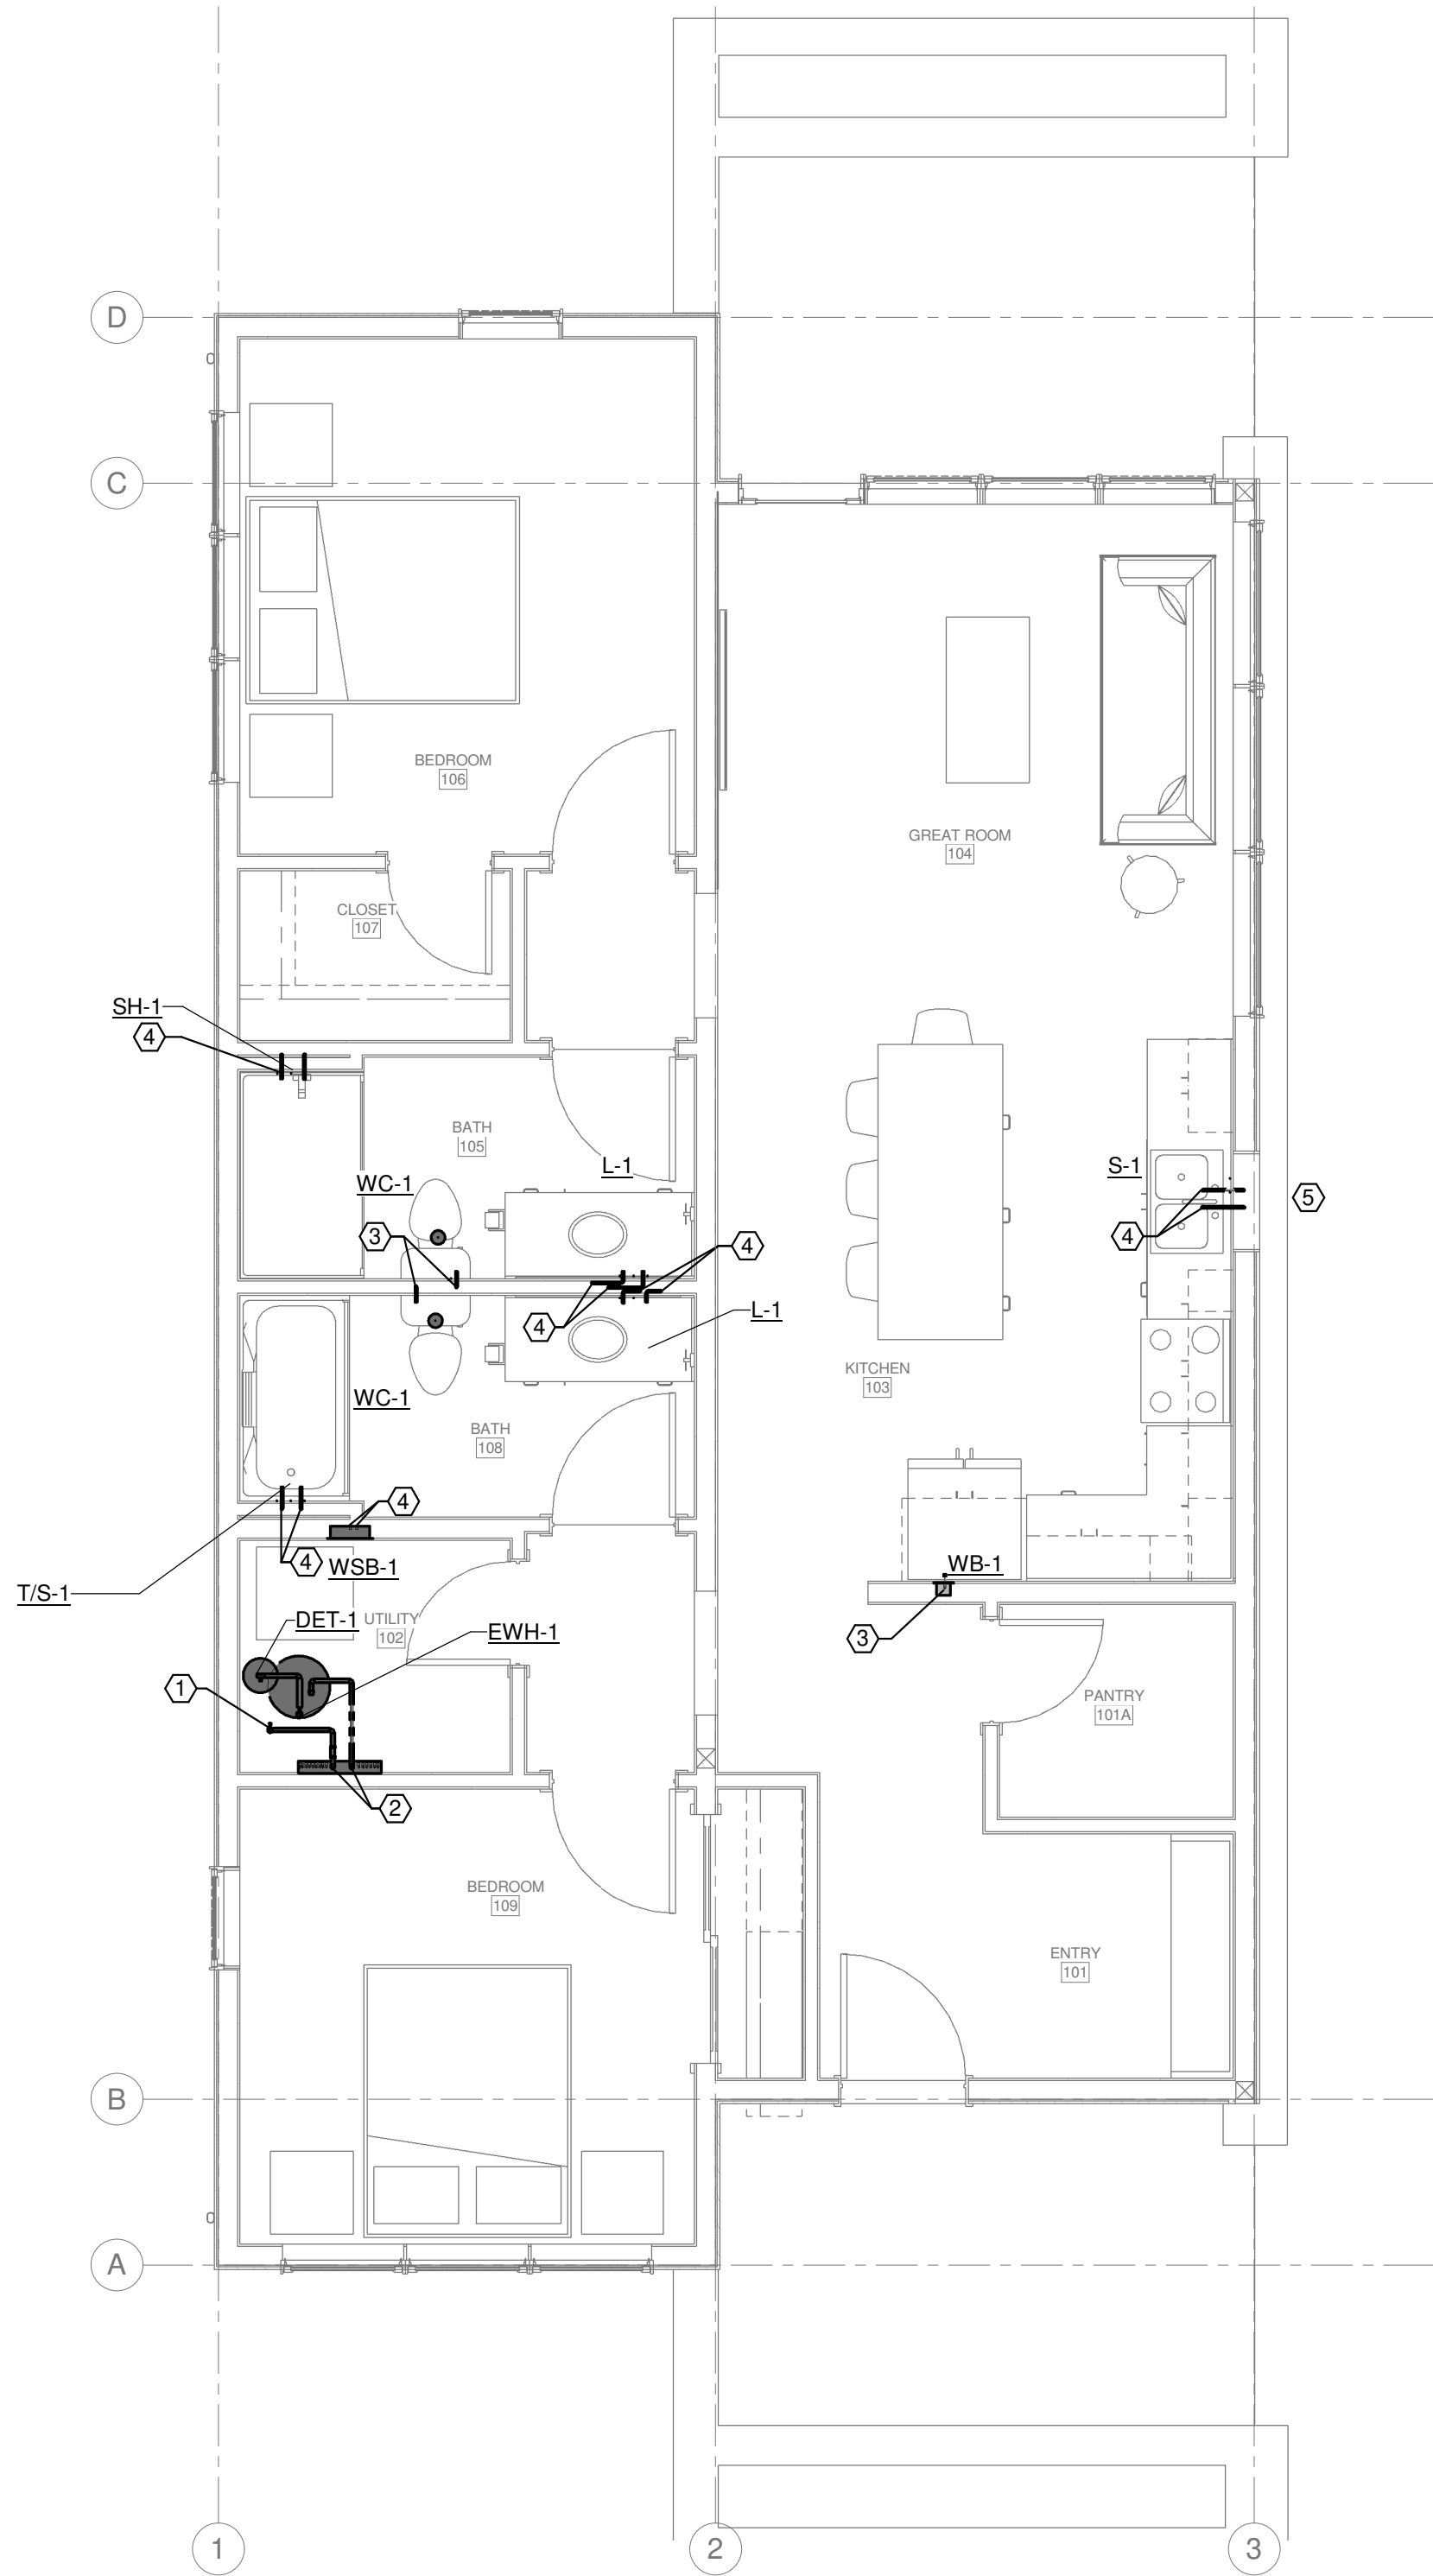 D
C
BEDROOM
106
GREAT ROOM
104
CLOSET
107
SH-1
4
BATH
105
L-1
WC-1
S-1
3
4
4
5
4
L-1
KITCHEN
103
WC-1
BATH
108
4
4
WSB-1
WB-1
T/S-1
DET-1
UTILITY
102
EWH-1
3
1
PANTRY
101A
2
BEDROOM
109
ENTRY
101
B
A
1
2
3